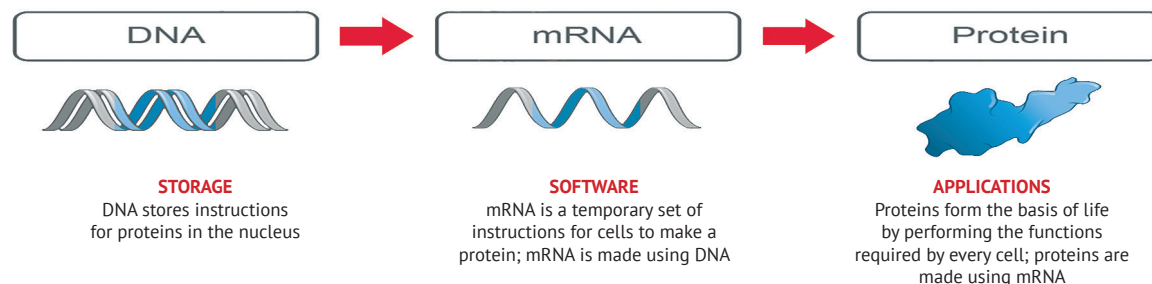 DNA
mRNA
Protein
STORAGE
DNA stores instructions
for proteins in the nucleus
SOFTWARE
mRNA is a temporary set of
instructions for cells to make a
protein; mRNA is made using DNA
APPLICATIONS
Proteins form the basis of life
by performing the functions
required by every cell; proteins are
made using mRNA